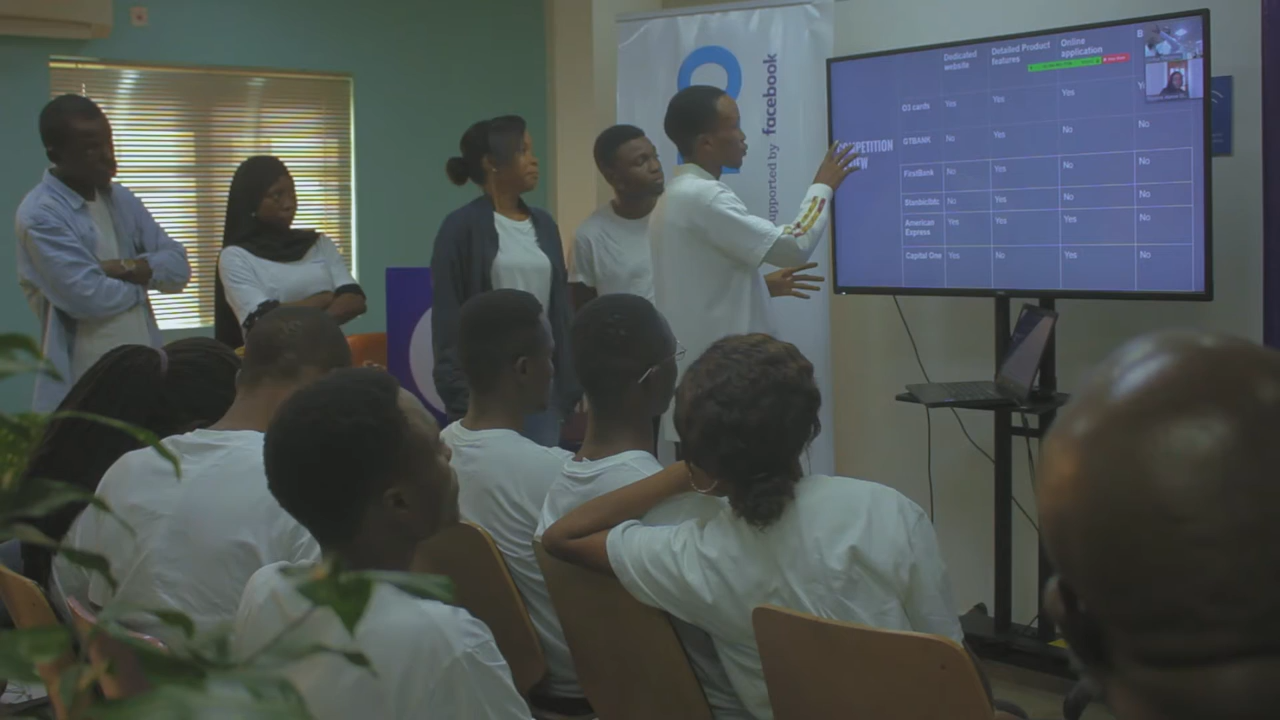 supported by facebook
Dedicated website
Detailed Product features
Online application
B
COMPETITION
O3 cards Yes Yes Yes
GTBANK No Yes No No
FirstBank No Yes No No
StanbicIbtc No Yes No No
American Express Yes Yes Yes No
Capital One Yes No Yes No